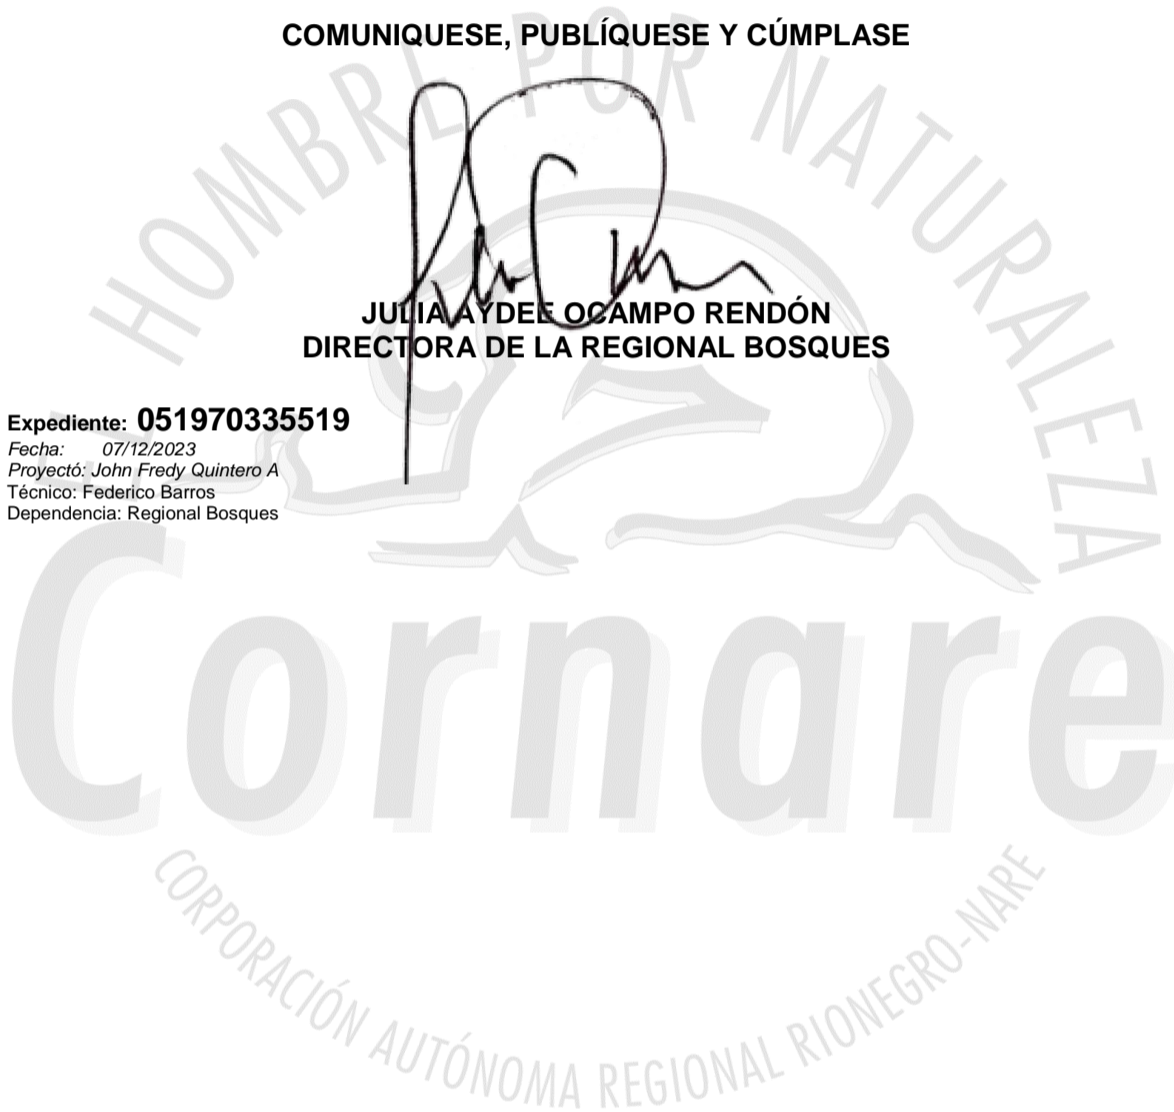 COMUNIQUESE, PUBLÍQUESE Y CÚMPLASE
JULIA AYDEE OCAMPO RENDÓN
DIRECTORA DE LA REGIONAL BOSQUES
Expediente: 051970335519
Fecha: 07/12/2023
Proyectó: John Fredy Quintero A
Técnico: Federico Barros
Dependencia: Regional Bosques
EL HOMBRE POR NATURALEZA
Cornare
CORPORACIÓN AUTÓNOMA REGIONAL RIONEGRO-NARE